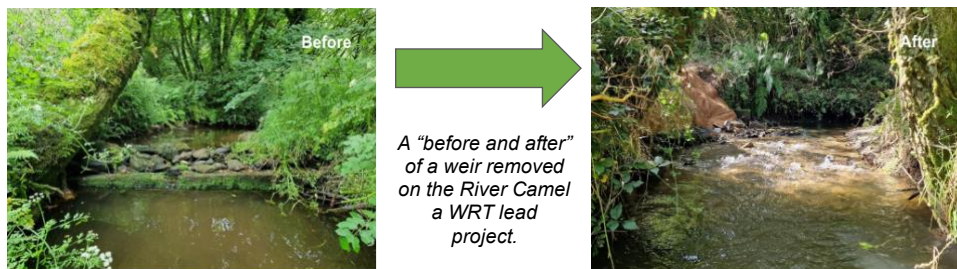 Before
After
A “before and after”
of a weir removed
on the River Camel
a WRT lead
project.